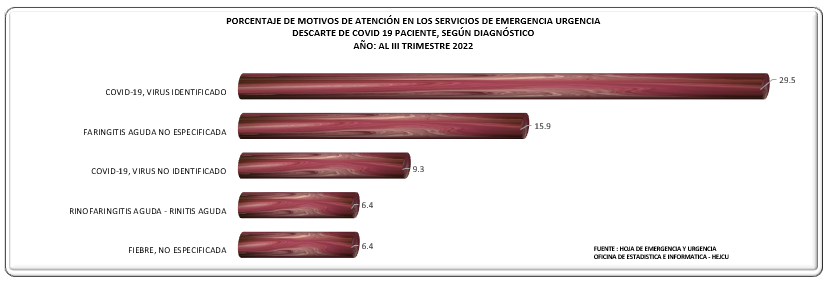 PORCENTAJE DE MOTIVOS DE ATENCIÓN EN LOS SERVICIOS DE EMERGENCIA URGENCIA
DESCARTE DE COVID 19 PACIENTE, SEGÚN DIAGNÓSTICO
AÑO: AL III TRIMESTRE 2022
COVID-19, VIRUS IDENTIFICADO 29.5
FARINGITIS AGUDA NO ESPECIFICADA 15.9
COVID-19, VIRUS NO IDENTIFICADO 9.3
RINOFARINGITIS AGUDA - RINITIS AGUDA 6.4
FIEBRE, NO ESPECIFICADA 6.4
FUENTE : HOJA DE EMERGENCIA Y URGENCIA
OFICINA DE ESTADISTICA E INFORMATICA - HEJCU